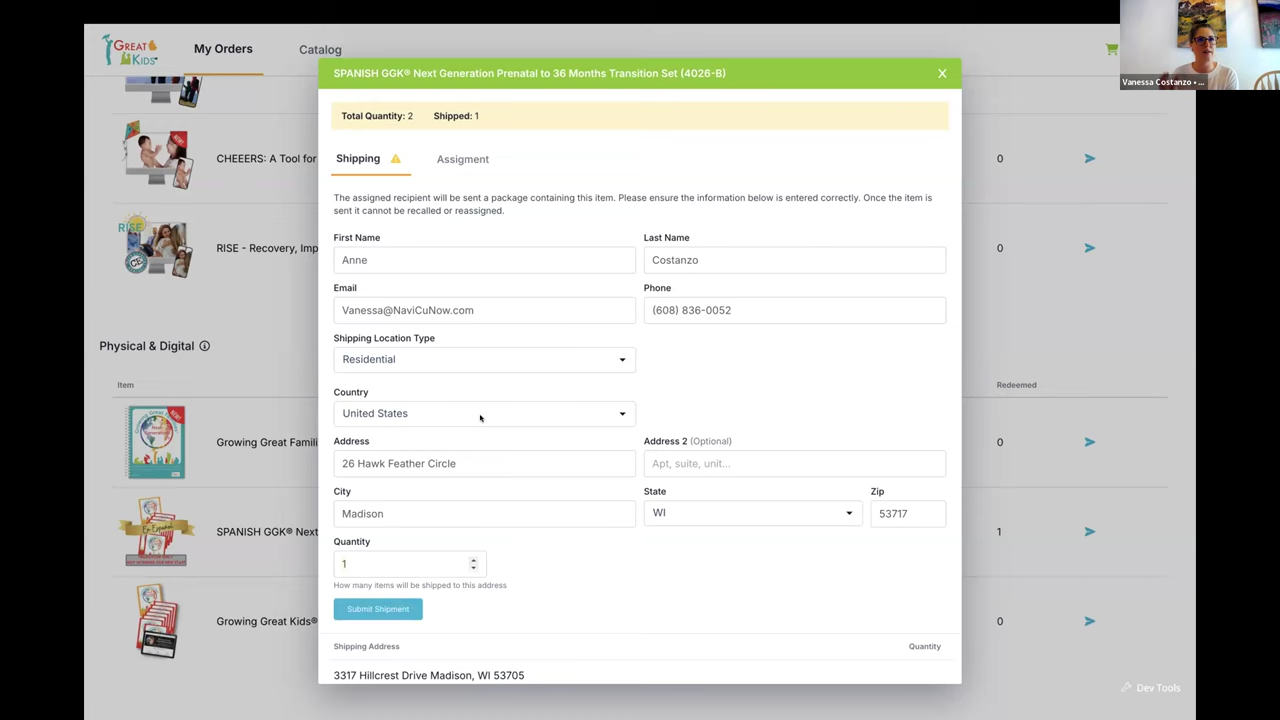 GREAT
KIDS
My Orders
Catalog
Vanessa Costanzo • ...
SPANISH GGK® Next Generation Prenatal to 36 Months Transition Set (4026-B)
Total Quantity: 2 Shipped: 1
Shipping
Assigment
The assigned recipient will be sent a package containing this item. Please ensure the information below is entered correctly. Once the item is
sent it cannot be recalled or reassigned.
First Name
Last Name
Anne
Costanzo
Email
Phone
Vanessa@NaviCuNow.com
(608) 836-0052
Shipping Location Type
Residential
Country
United States
Address
Address 2 (Optional)
26 Hawk Feather Circle
Apt, suite, unit...
City
State
Zip
Madison
WI
53717
Quantity
1
How many items will be shipped to this address
Submit Shipment
Shipping Address
Quantity
3317 Hillcrest Drive Madison, WI 53705
CHEEERS: A Tool for
0
RISE - Recovery, Imp
0
RISE
Physical & Digital
Item
Redeemed
Growing Great Famili
0
SPANISH GGK® Next
1
En Español
Growing Great Kids®
0
Dev Tools